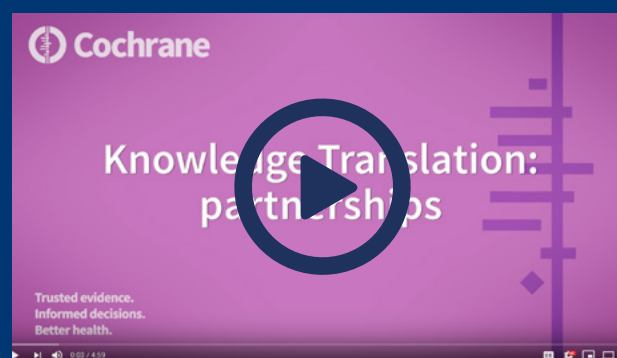 Cochrane
Knowledge Translation:
partnerships
Trusted evidence.
Informed decisions.
Better health.
0:03 / 4:59